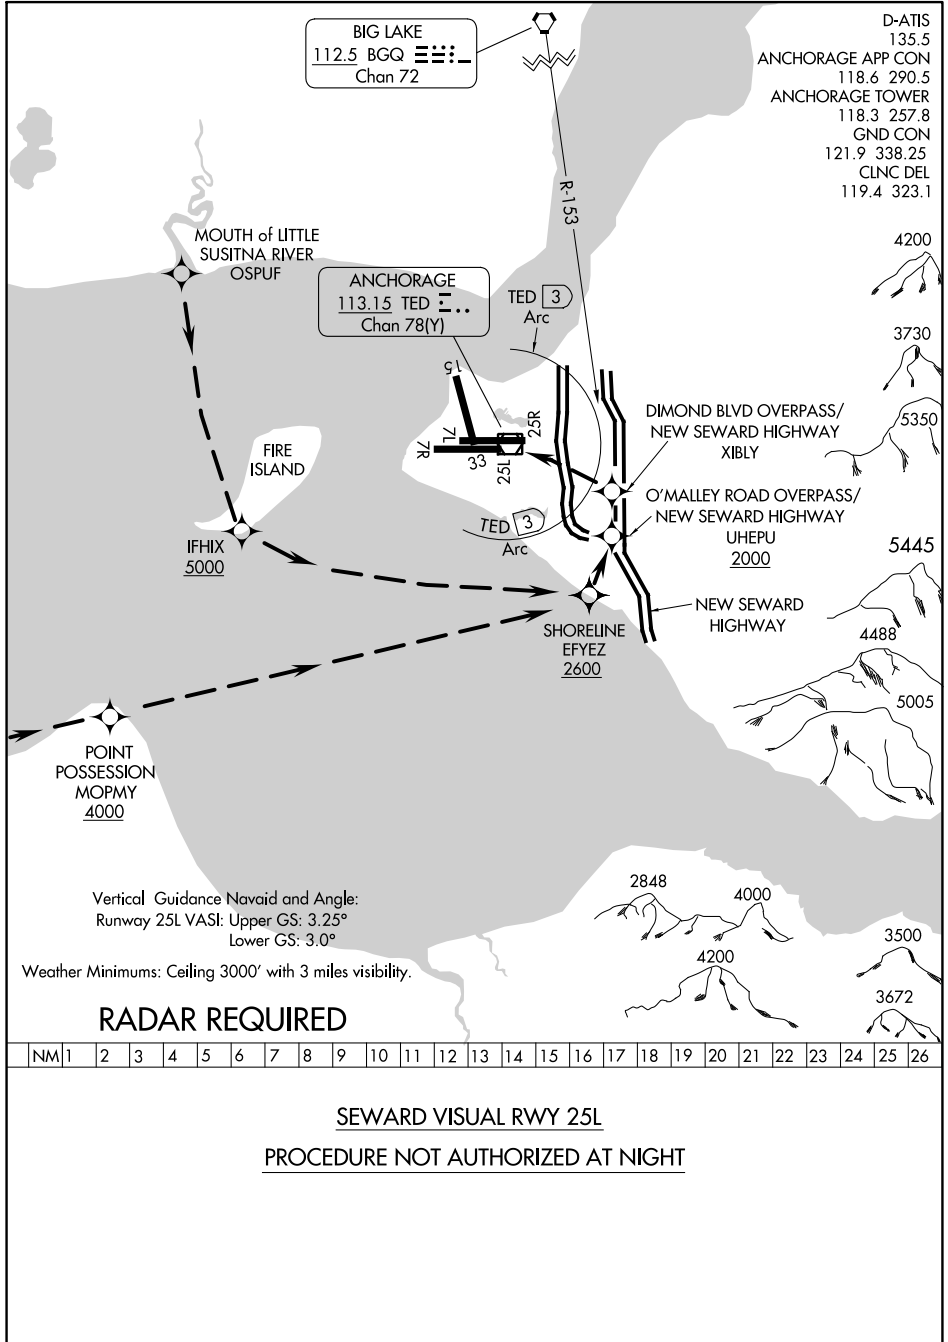 BIG LAKE
112.5 BGQ
Chan 72
D-ATIS
135.5
ANCHORAGE APP CON
118.6 290.5
ANCHORAGE TOWER
118.3 257.8
GND CON
121.9 338.25
CLNC DEL
119.4 323.1
R-153
MOUTH of LITTLE
SUSITNA RIVER
OSPUF
ANCHORAGE
113.15 TED
Chan 78(Y)
TED 3
Arc
4200
3730
5350
15
7L
7R
33
25L
25R
DIMOND BLVD OVERPASS/
NEW SEWARD HIGHWAY
XIBLY
FIRE
ISLAND
O'MALLEY ROAD OVERPASS/
NEW SEWARD HIGHWAY
UHEPU
2000
TED 3
Arc
IFHIX
5000
5445
NEW SEWARD
HIGHWAY
SHORELINE
EFYEZ
2600
4488
5005
POINT
POSSESSION
MOPMY
4000
Vertical Guidance Navaid and Angle:
Runway 25L VASI: Upper GS: 3.25°
Lower GS: 3.0°
Weather Minimums: Ceiling 3000' with 3 miles visibility.
2848
4000
4200
3500
3672
RADAR REQUIRED
NM 1 2 3 4 5 6 7 8 9 10 11 12 13 14 15 16 17 18 19 20 21 22 23 24 25 26
SEWARD VISUAL RWY 25L
PROCEDURE NOT AUTHORIZED AT NIGHT